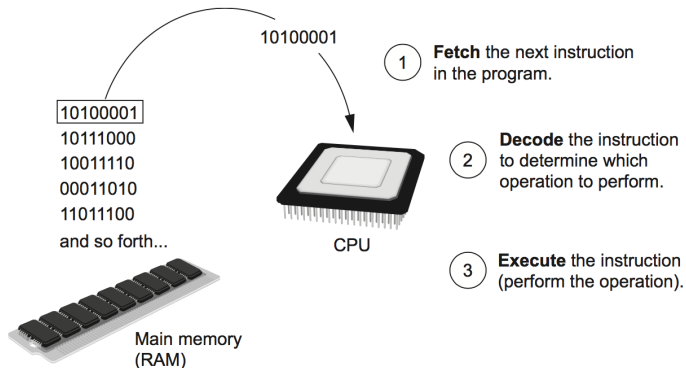 10100001
10100001
10111000
10011110
00011010
11011100
and so forth...
Main memory
(RAM)
CPU
1
Fetch the next instruction
in the program.
2
Decode the instruction
to determine which
operation to perform.
3
Execute the instruction
(perform the operation).